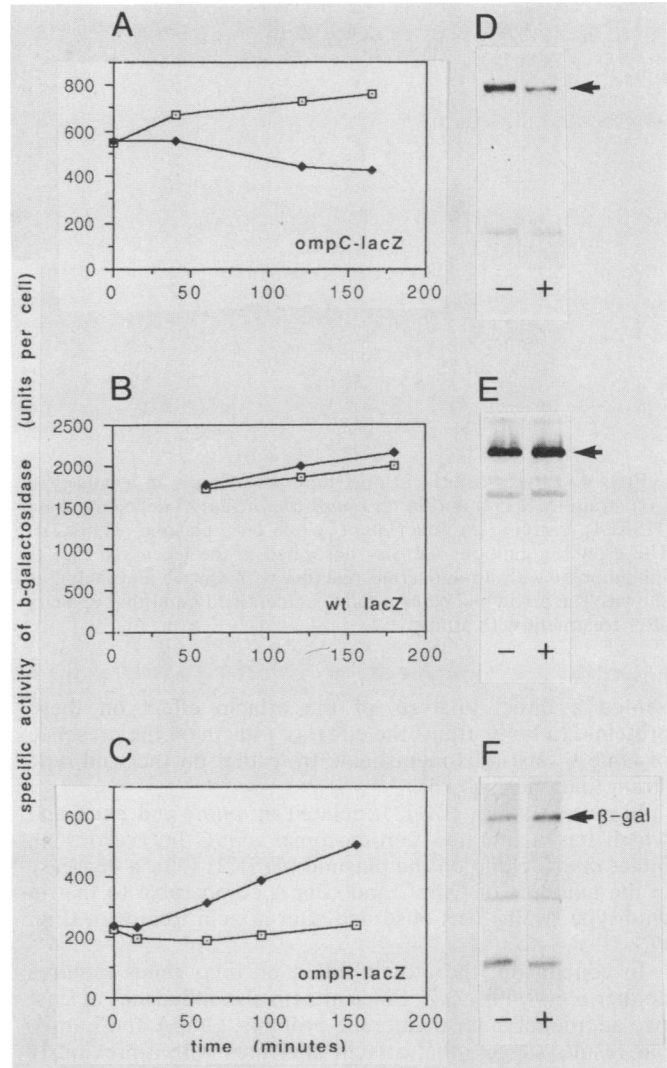 A
D
800
600
400
200
0
ompC-lacZ
0 50 100 150 200
− +
specific activity of b-galactosidase (units per cell)
B
E
2500
2000
1500
1000
500
0
wt lacZ
0 50 100 150 200
− +
C
F
800
600
400
200
0
ß-gal
ompR-lacZ
0 50 100 150 200
− +
time (minutes)